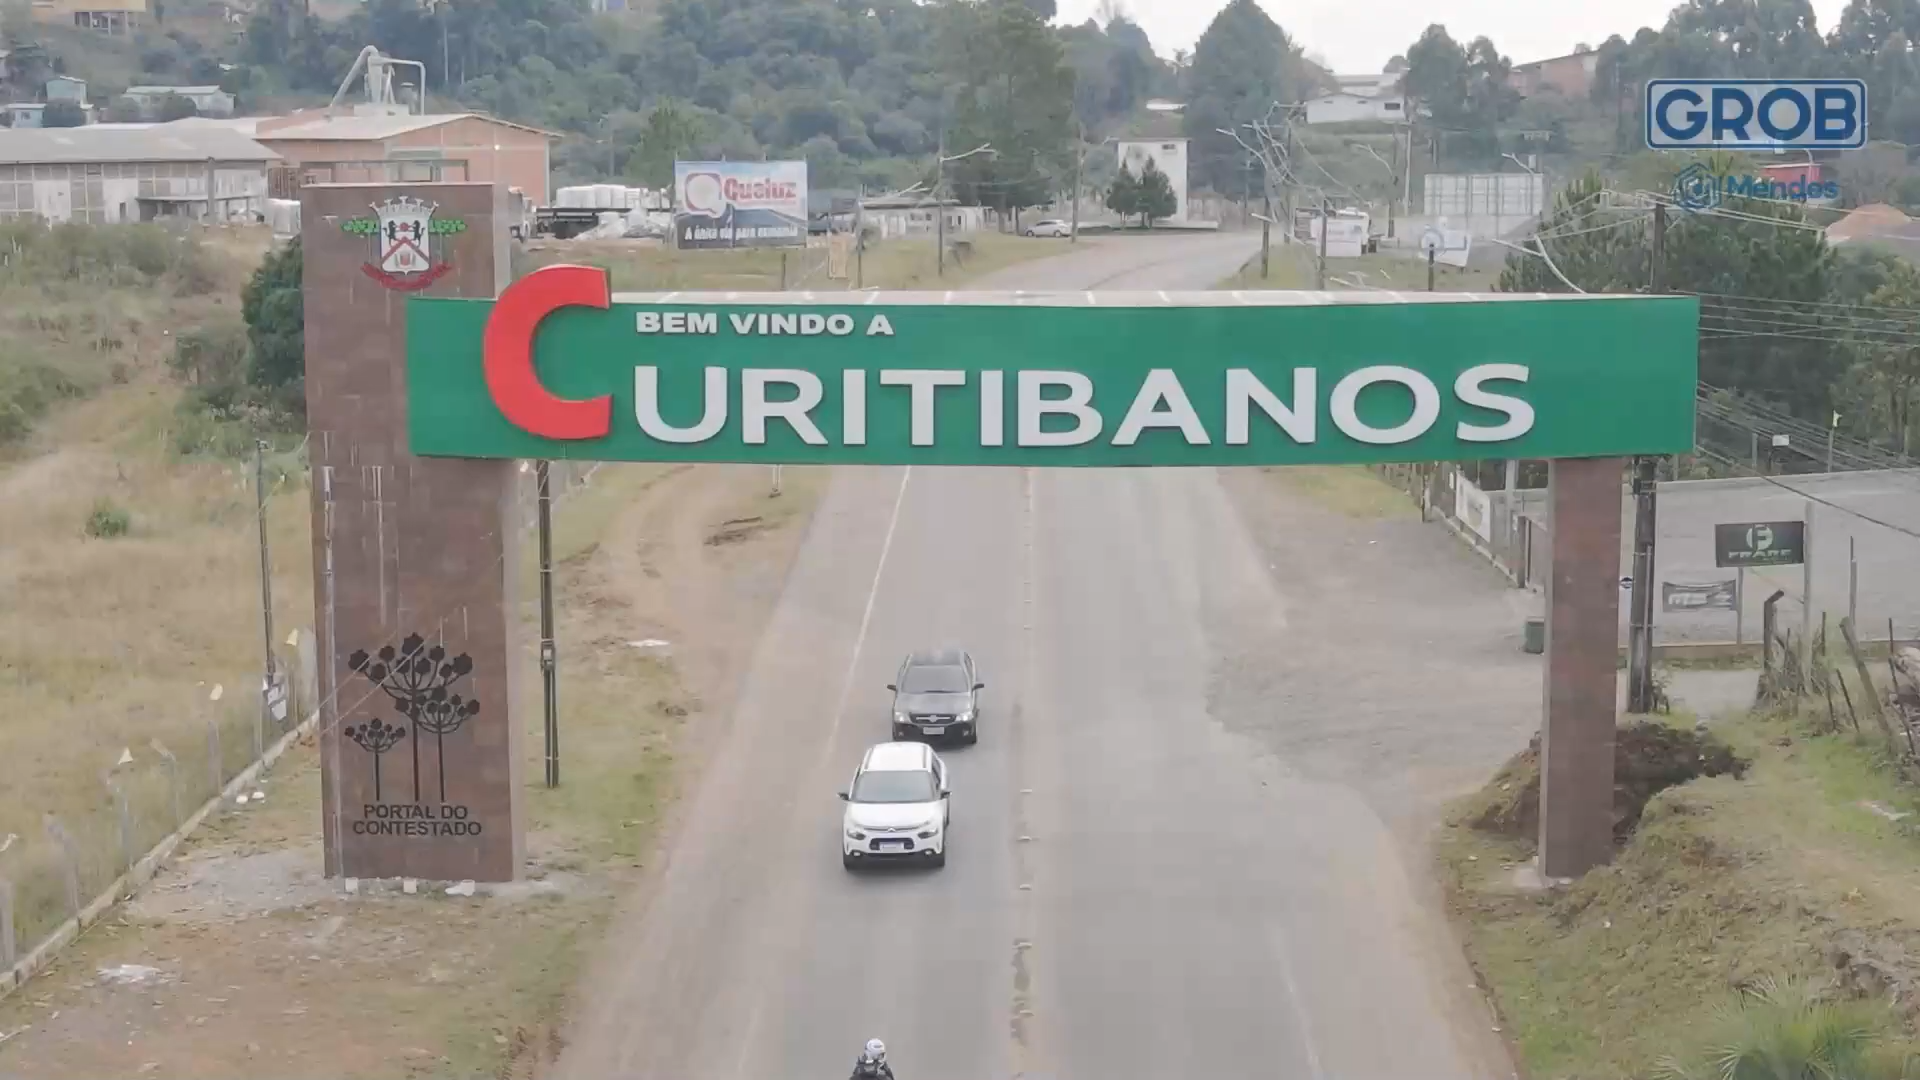 GROB
Mendes
Qualuz
BEM VINDO A
CURITIBANOS
PORTAL DO
CONTESTADO